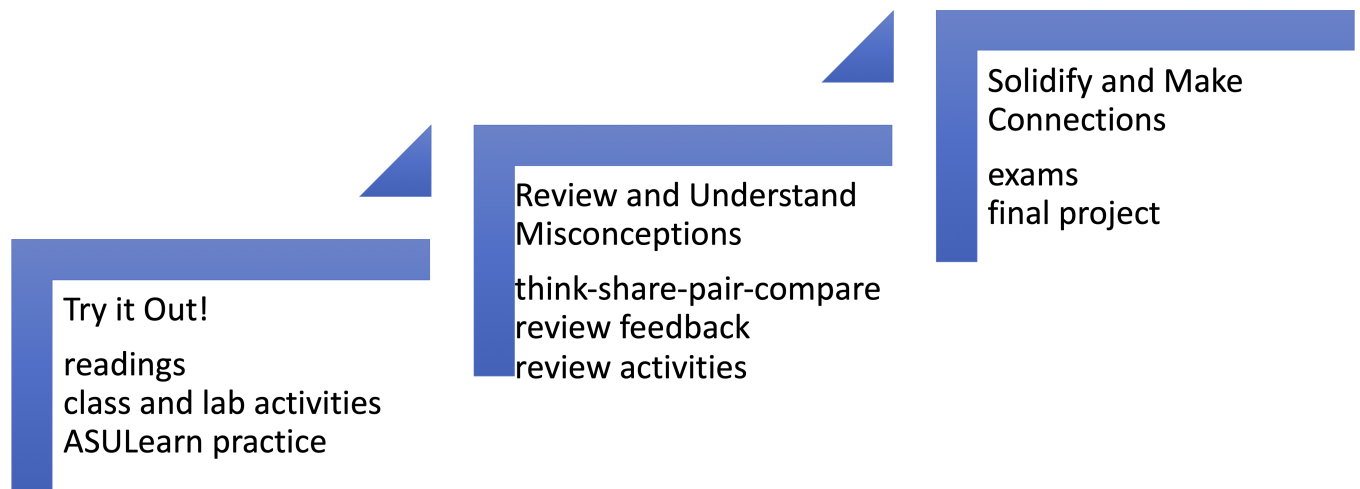 Try it Out!
readings
class and lab activities
ASULearn practice
Review and Understand
Misconceptions
think-share-pair-compare
review feedback
review activities
Solidify and Make
Connections
exams
final project